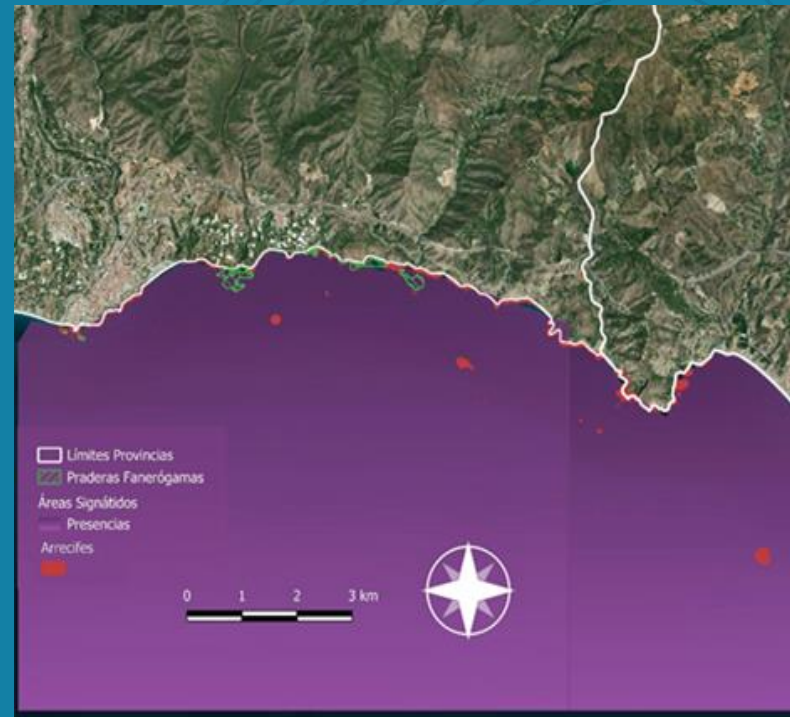 Límites Provincias
Praderas Fanerógamas
Áreas Signátidos
Presencias
Arrecifes
0 1 2 3 km